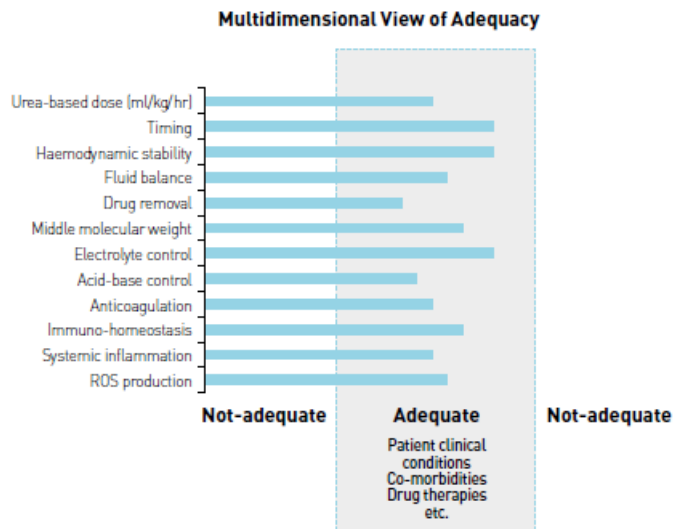 Multidimensional View of Adequacy
Urea-based dose (ml/kg/hr)
Timing
Haemodynamic stability
Fluid balance
Drug removal
Middle molecular weight
Electrolyte control
Acid-base control
Anticoagulation
Immuno-homeostasis
Systemic inflammation
ROS production
Not-adequate
Adequate
Not-adequate
Patient clinical
conditions
Co-morbidities
Drug therapies
etc.